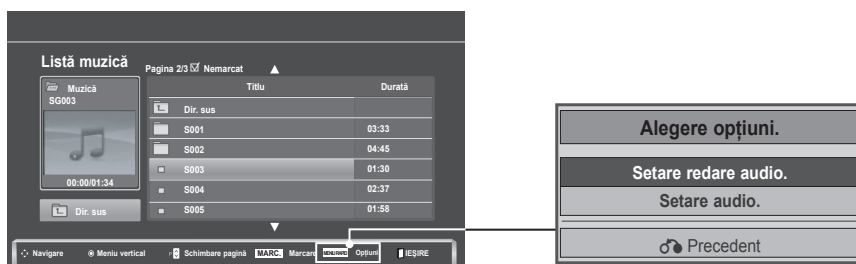 Listă muzică
Pagina 2/3 Nemarcat
Muzică
SG003
00:00/01:34
Dir. sus
Titlu Durată
Dir. sus
S001 03:33
S002 04:45
S003 01:30
S004 02:37
S005 01:58
Navigare Meniu vertical P Schimbare pagină MARC. Marcare MENIU RAPID Opțiuni IEȘIRE
Alegere opțiuni.
Setare redare audio.
Setare audio.
Precedent